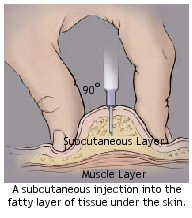 90°
Subcutaneous Layer
Muscle Layer
A subcutaneous injection into the
fatty layer of tissue under the skin.